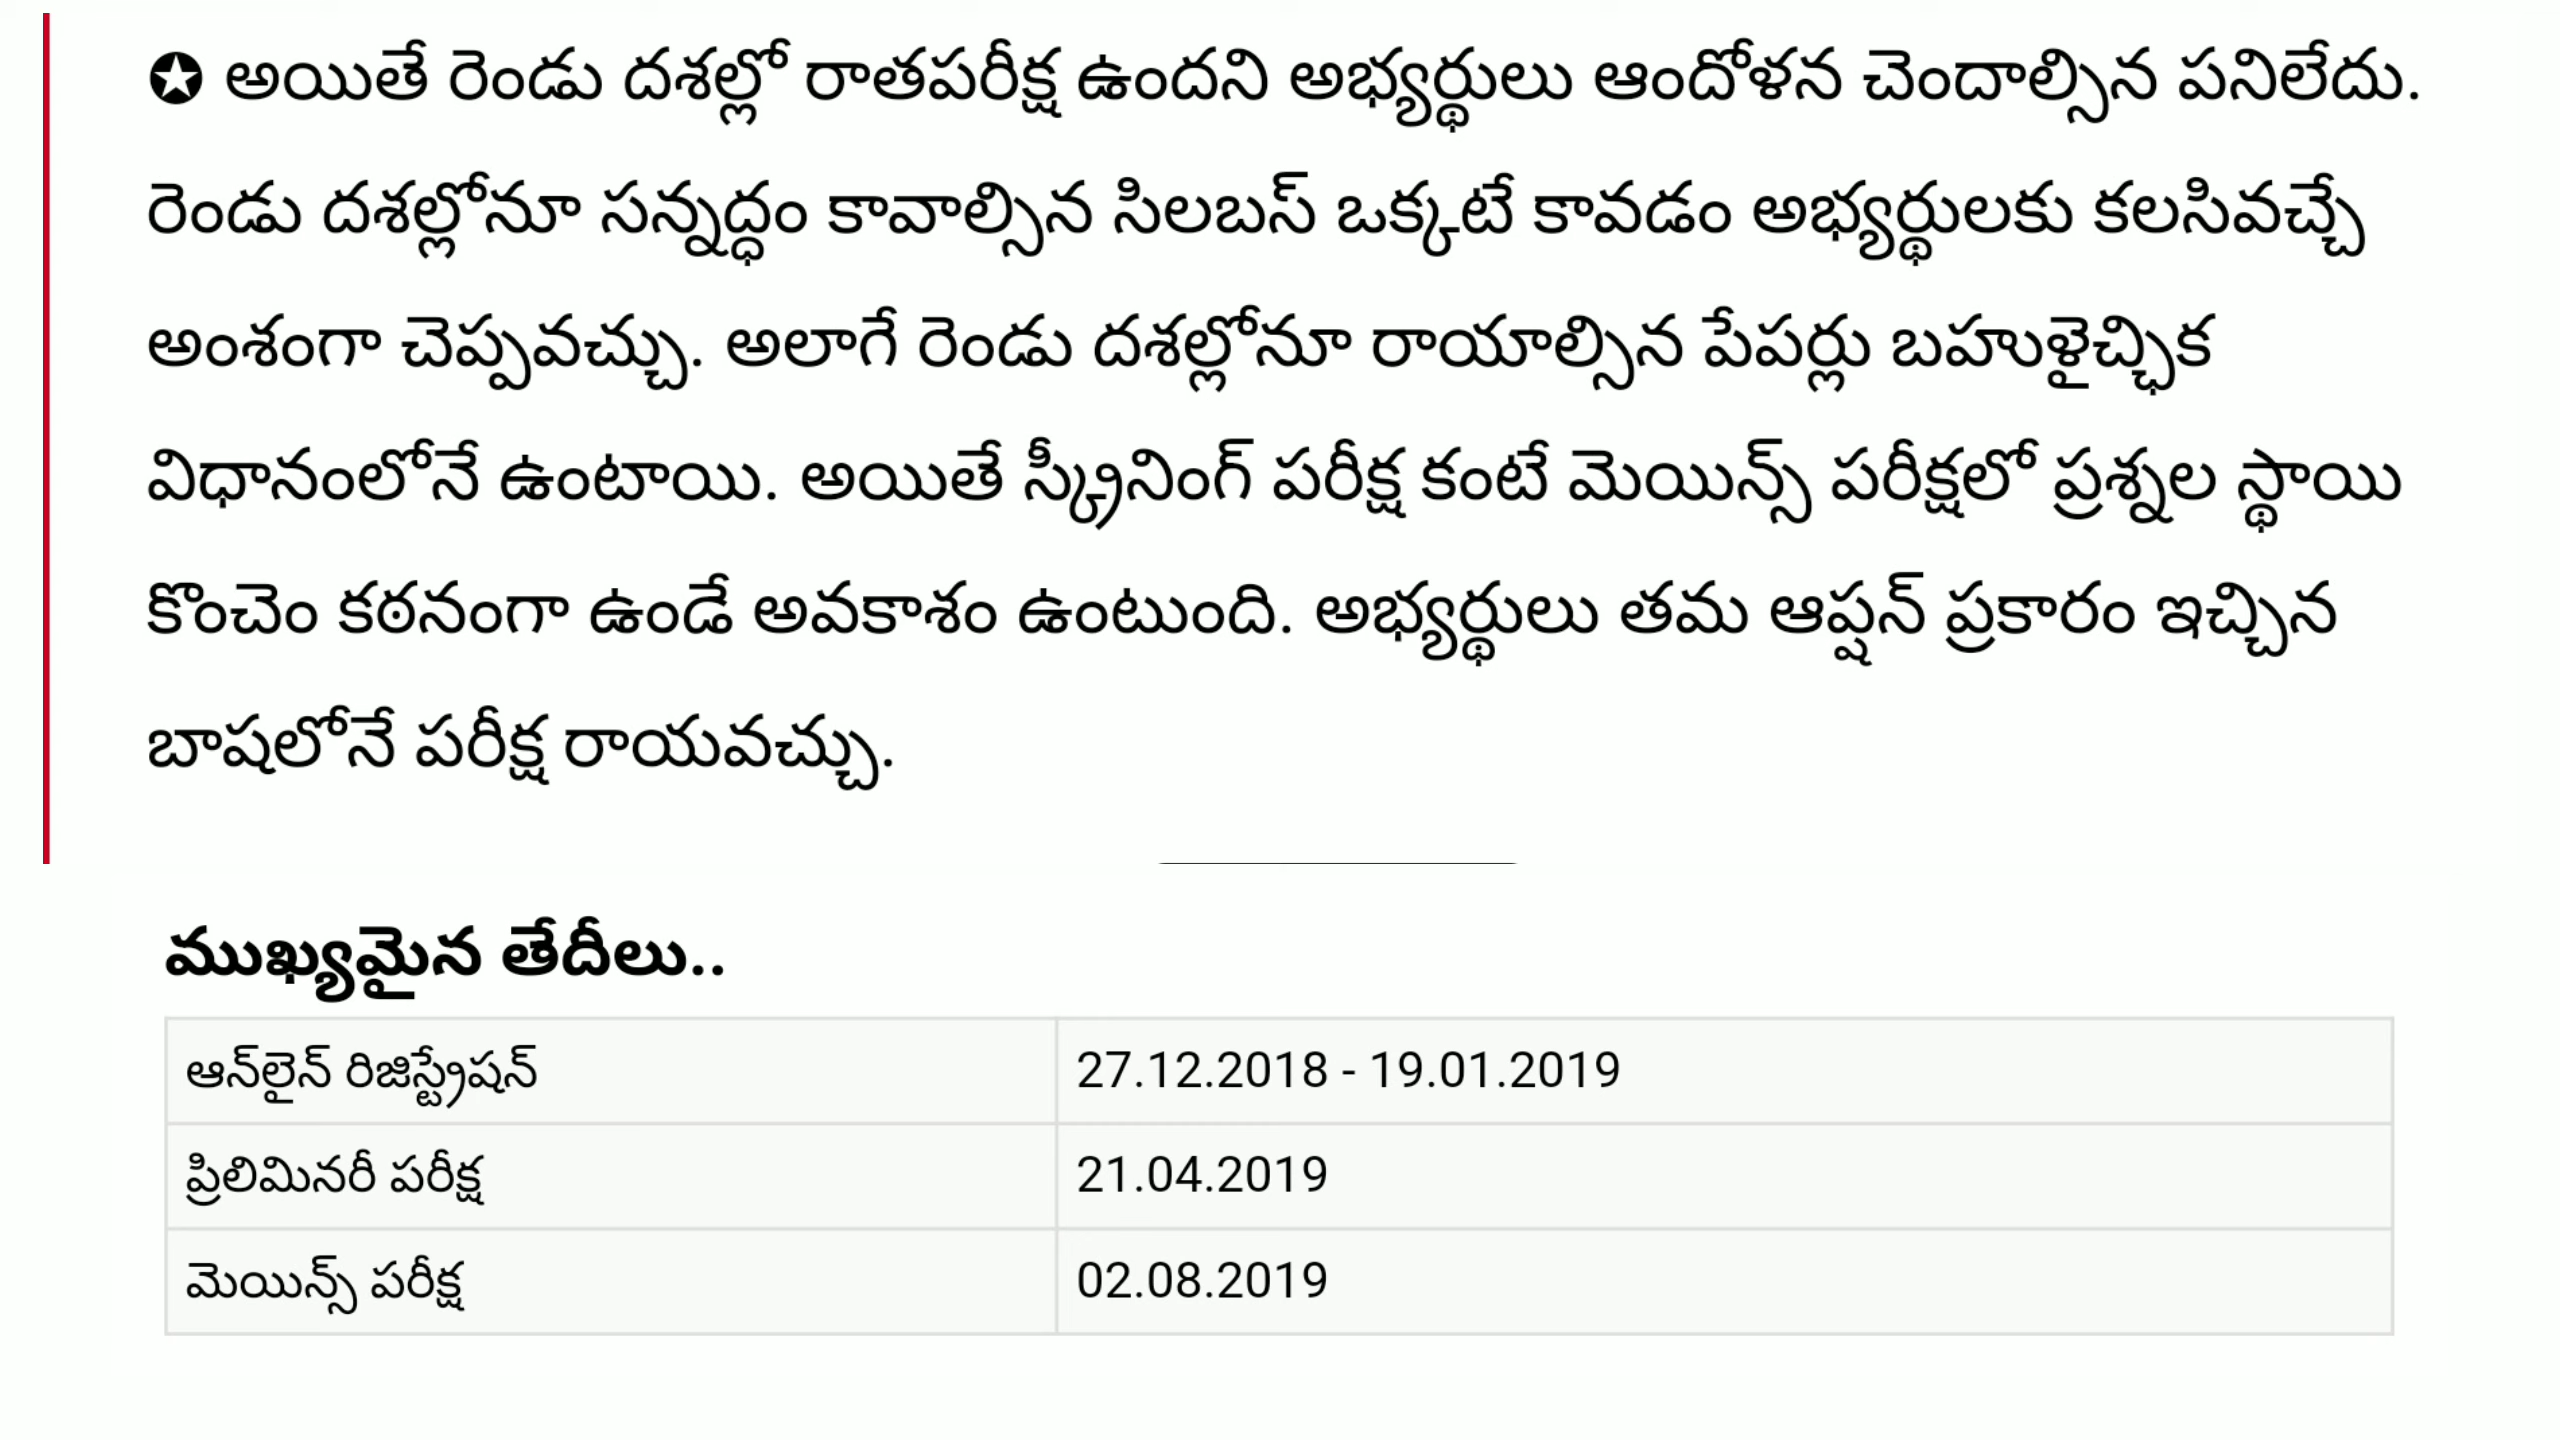 ✪ అయితే రెండు దశల్లో రాతపరీక్ష ఉందని అభ్యర్థులు ఆందోళన చెందాల్సిన పనిలేదు.
రెండు దశల్లోనూ సన్నద్ధం కావాల్సిన సిలబస్ ఒక్కటే కావడం అభ్యర్థులకు కలసివచ్చే
అంశంగా చెప్పవచ్చు. అలాగే రెండు దశల్లోనూ రాయాల్సిన పేపర్లు బహుళైచ్ఛిక
విధానంలోనే ఉంటాయి. అయితే స్క్రీనింగ్ పరీక్ష కంటే మెయిన్స్ పరీక్షలో ప్రశ్నల స్థాయి
కొంచెం కఠనంగా ఉండే అవకాశం ఉంటుంది. అభ్యర్థులు తమ ఆప్షన్ ప్రకారం ఇచ్చిన
బాషలోనే పరీక్ష రాయవచ్చు.
ముఖ్యమైన తేదీలు..
ఆన్‌లైన్ రిజిస్ట్రేషన్ 27.12.2018 - 19.01.2019
ప్రిలిమినరీ పరీక్ష 21.04.2019
మెయిన్స్ పరీక్ష 02.08.2019